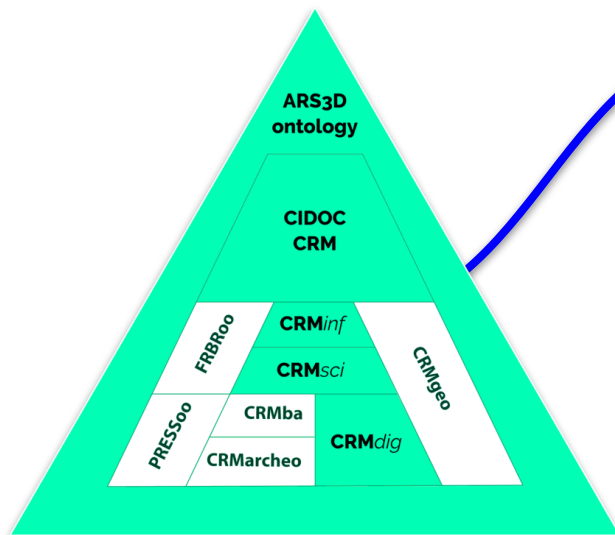 ARS3D
ontology
CIDOC
CRM
FRBRoo
CRMinf
CRMsci
CRMgeo
PRESSoo
CRMba
CRMarcheo
CRMdig